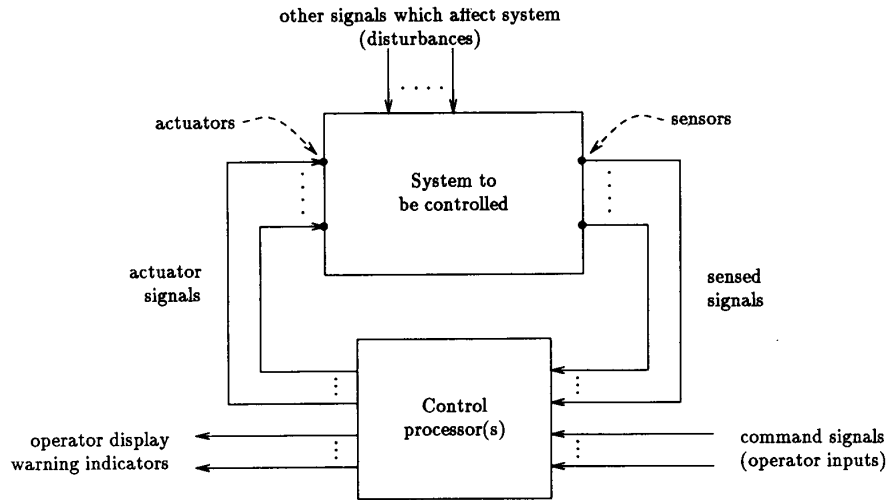 other signals which affect system
(disturbances)
actuators
sensors
System to
be controlled
actuator
signals
sensed
signals
Control
processor(s)
operator display
warning indicators
command signals
(operator inputs)